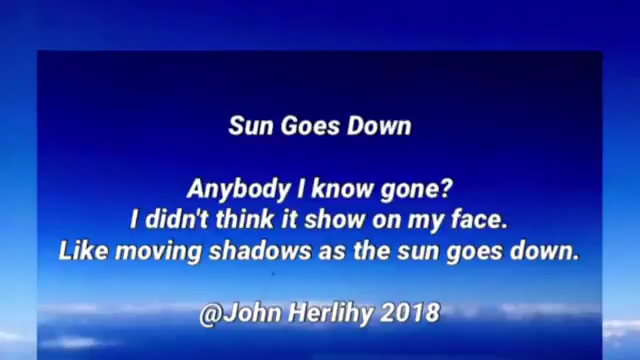 Sun Goes Down
Anybody I know gone?
I didn't think it show on my face.
Like moving shadows as the sun goes down.
@John Herlihy 2018